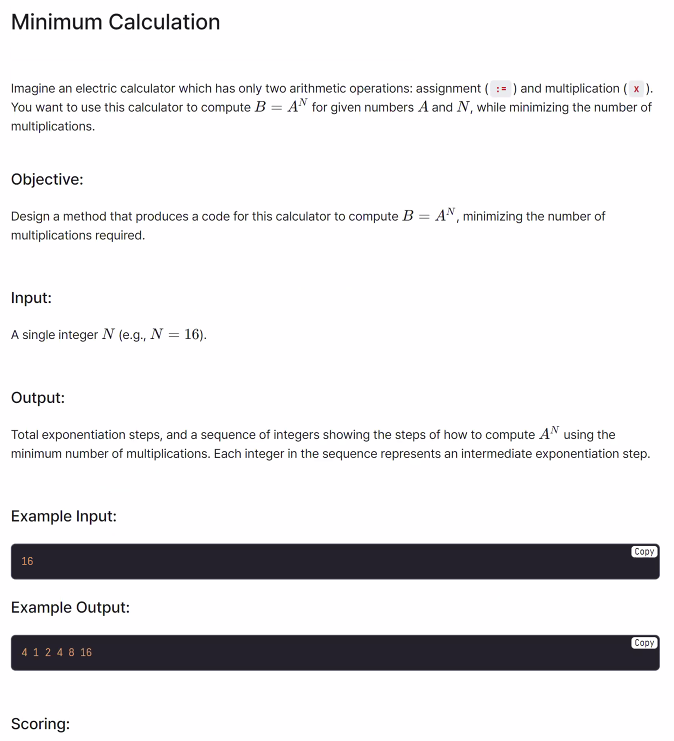 Minimum Calculation
Imagine an electric calculator which has only two arithmetic operations: assignment ( := ) and multiplication ( x ).
You want to use this calculator to compute B = A^N for given numbers A and N, while minimizing the number of
multiplications.
Objective:
Design a method that produces a code for this calculator to compute B = A^N, minimizing the number of
multiplications required.
Input:
A single integer N (e.g., N = 16).
Output:
Total exponentiation steps, and a sequence of integers showing the steps of how to compute A^N using the
minimum number of multiplications. Each integer in the sequence represents an intermediate exponentiation step.
Example Input:
Copy
16
Example Output:
Copy
4 1 2 4 8 16
Scoring: